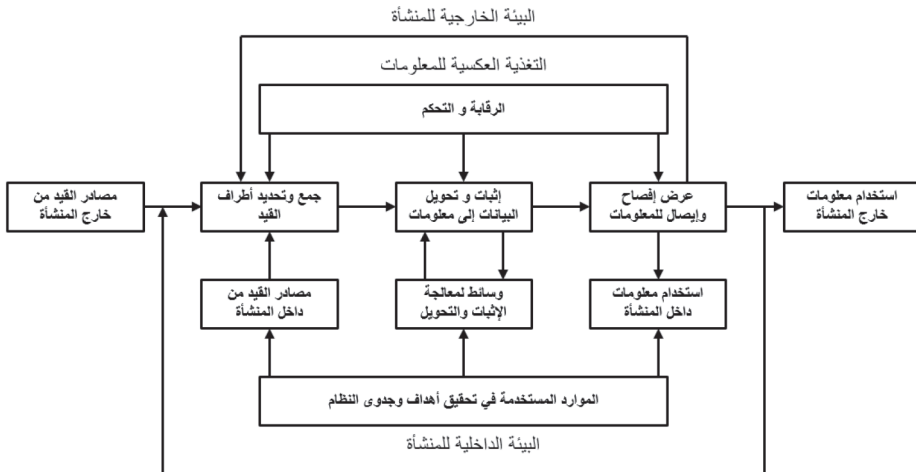 البيئة الخارجية للمنشأة
التغذية العكسية للمعلومات
الرقابة و التحكم
مصادر القيد من
خارج المنشأة
جمع وتحديد أطراف
القيد
إثبات و تحويل
البيانات إلى معلومات
عرض إفصاح
وإيصال للمعلومات
استخدام معلومات
خارج المنشأة
مصادر القيد من
داخل المنشأة
وسائط لمعالجة
الإثبات والتحويل
استخدام معلومات
داخل المنشأة
الموارد المستخدمة في تحقيق أهداف وجدوى النظام
البيئة الداخلية للمنشأة